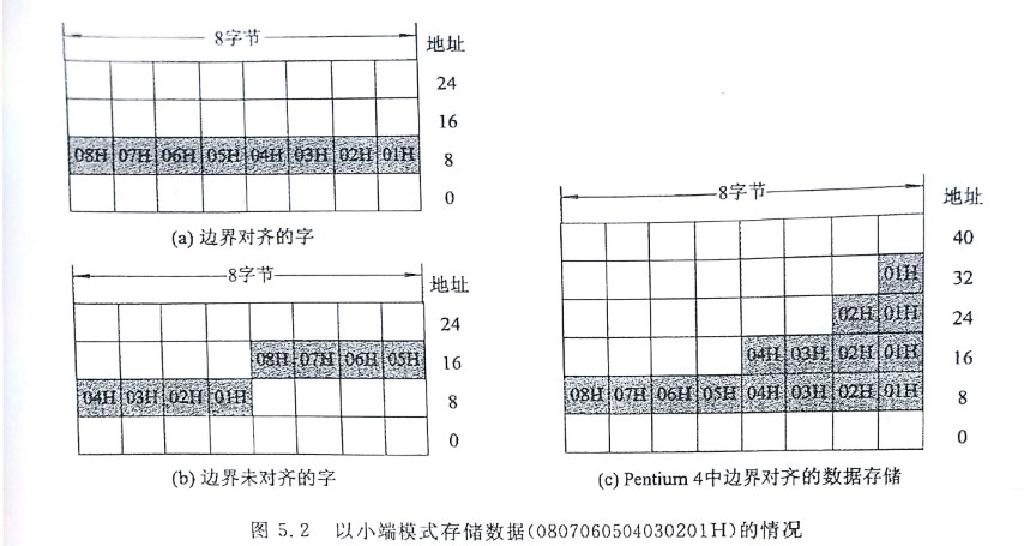 8字节 地址
24
16
08H 07H 06H 05H 04H 03H 02H 01H 8
0
(a) 边界对齐的字
8字节 地址
24
08H 07H 06H 05H 16
04H 03H 02H 01H 8
0
(b) 边界未对齐的字
8字节 地址
40
01H 32
02H 01H 24
04H 03H 02H 01H 16
08H 07H 06H 05H 04H 03H 02H 01H 8
0
(c) Pentium 4中边界对齐的数据存储
图 5.2 以小端模式存储数据(0807060504030201H)的情况